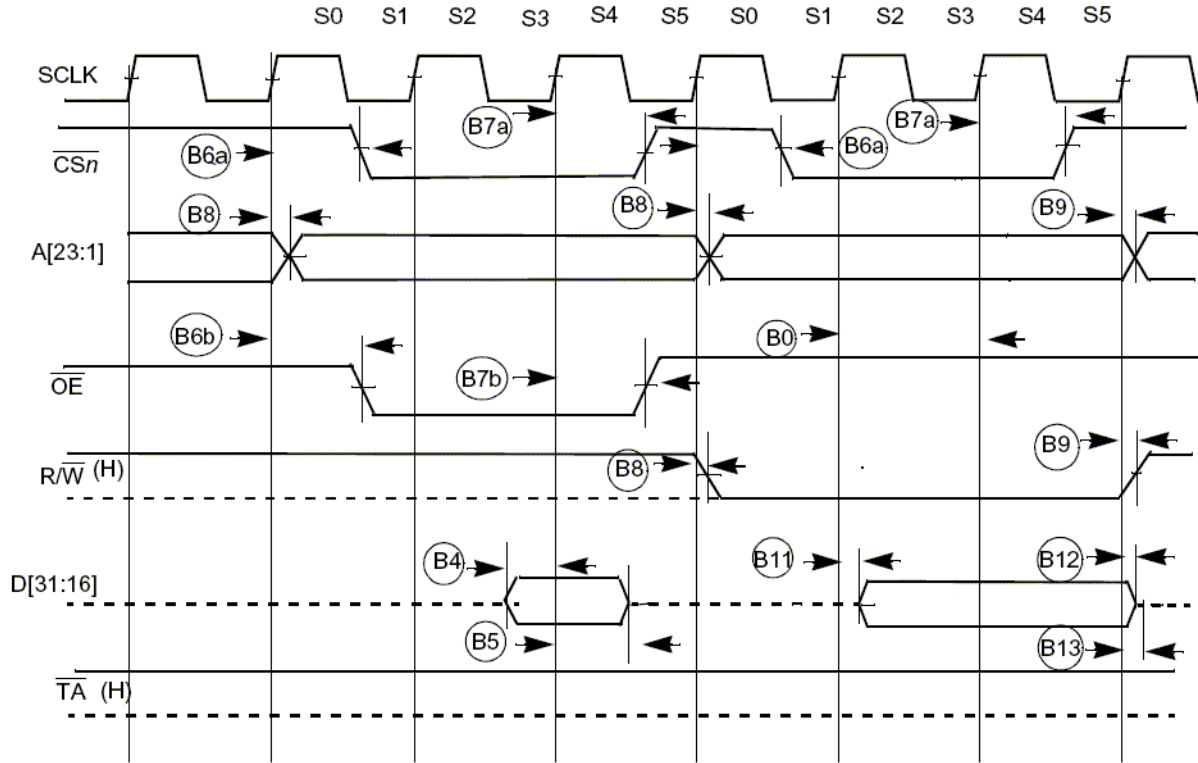 S0 S1 S2 S3 S4 S5 S0 S1 S2 S3 S4 S5
SCLK
B7a B7a
CSn B6a B6a
B8 B8 B9
A[23:1]
B6b B0
OE B7b
R/W (H) B8 B9
B4 B11 B12
D[31:16]
B5 B13
TA (H)